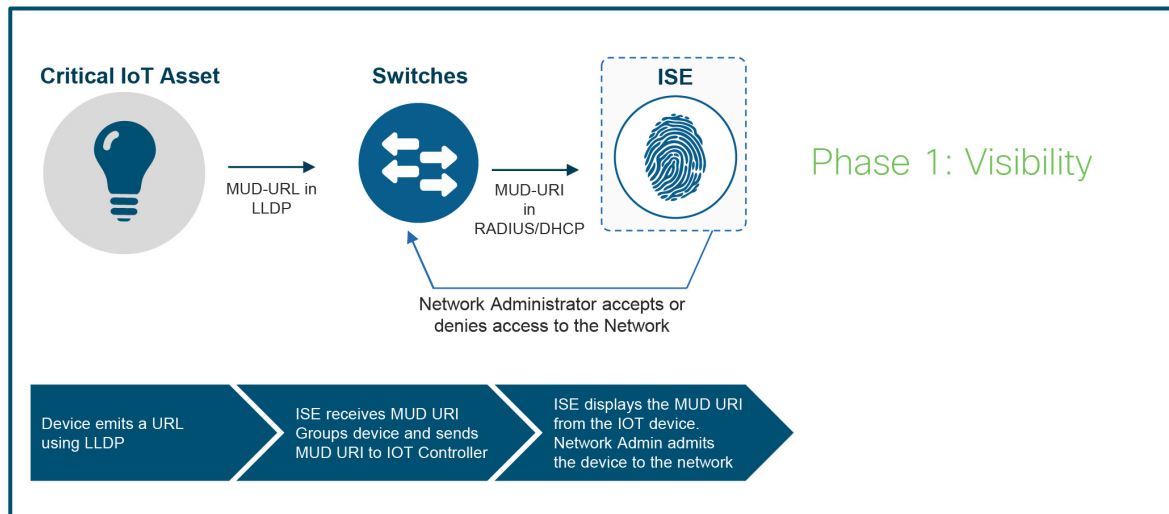 Critical IoT Asset
Switches
ISE
MUD-URL in
LLDP
MUD-URI
in
RADIUS/DHCP
Phase 1: Visibility
Network Administrator accepts or
denies access to the Network
Device emits a URL
using LLDP
ISE receives MUD URI
Groups device and sends
MUD URI to IOT Controller
ISE displays the MUD URI
from the IOT device.
Network Admin admits
the device to the network